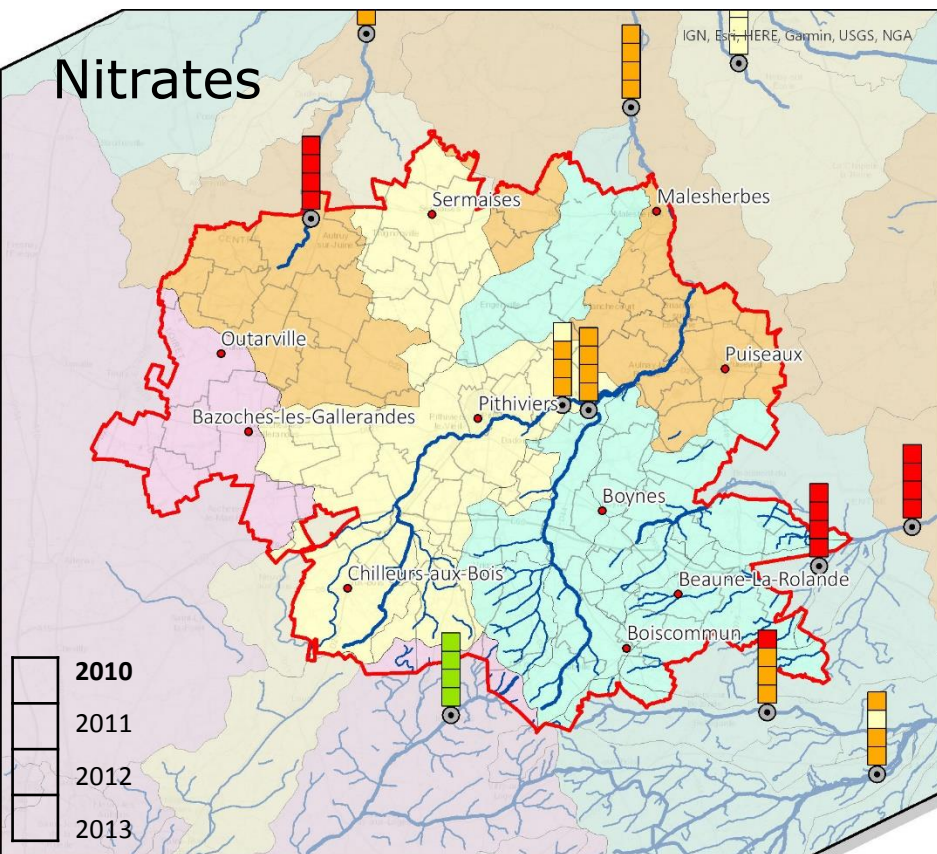 IGN, Esri, HERE, Garmin, USGS, NGA
Nitrates
Sermaises
Malesherbes
Outarville
Puiseaux
Pithiviers
Bazoches-les-Gallerandes
Boynes
Chilleurs-aux-Bois
Beaune-La-Rolande
Boiscommun
2010
2011
2012
2013